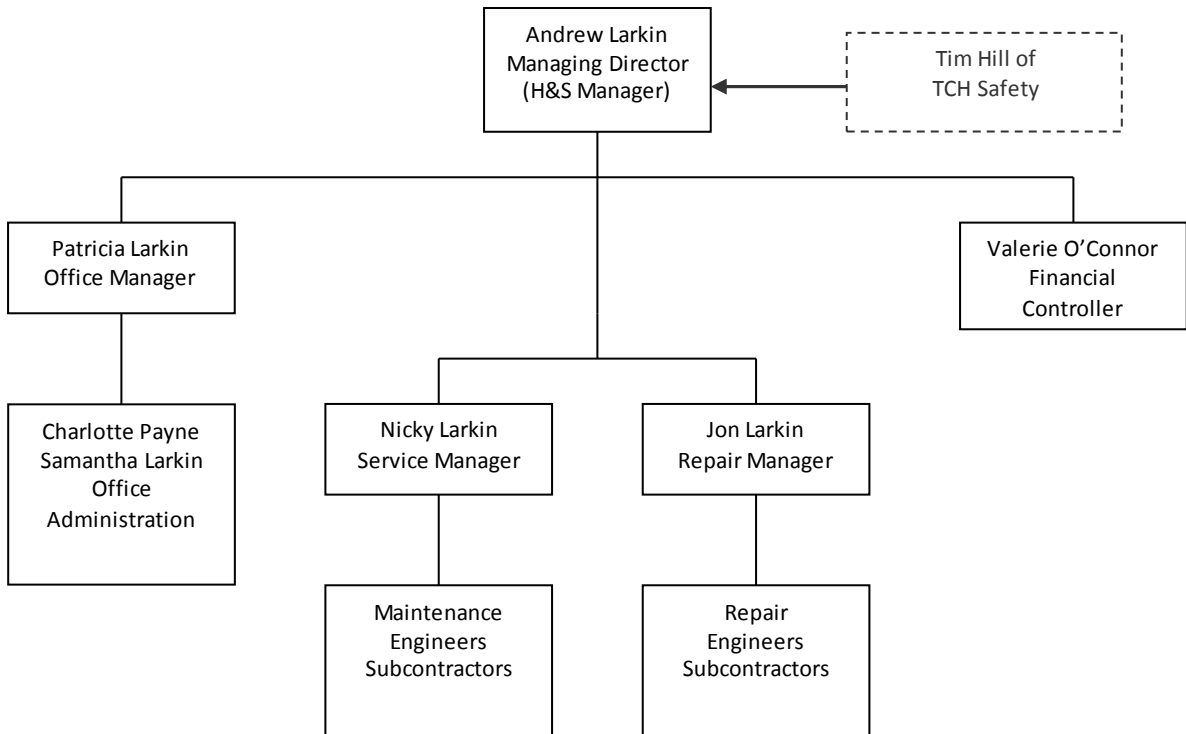 Andrew Larkin
Managing Director
(H&S Manager)
Tim Hill of
TCH Safety
Patricia Larkin
Office Manager
Valerie O’Connor
Financial
Controller
Charlotte Payne
Samantha Larkin
Office
Administration
Nicky Larkin
Service Manager
Jon Larkin
Repair Manager
Maintenance
Engineers
Subcontractors
Repair
Engineers
Subcontractors